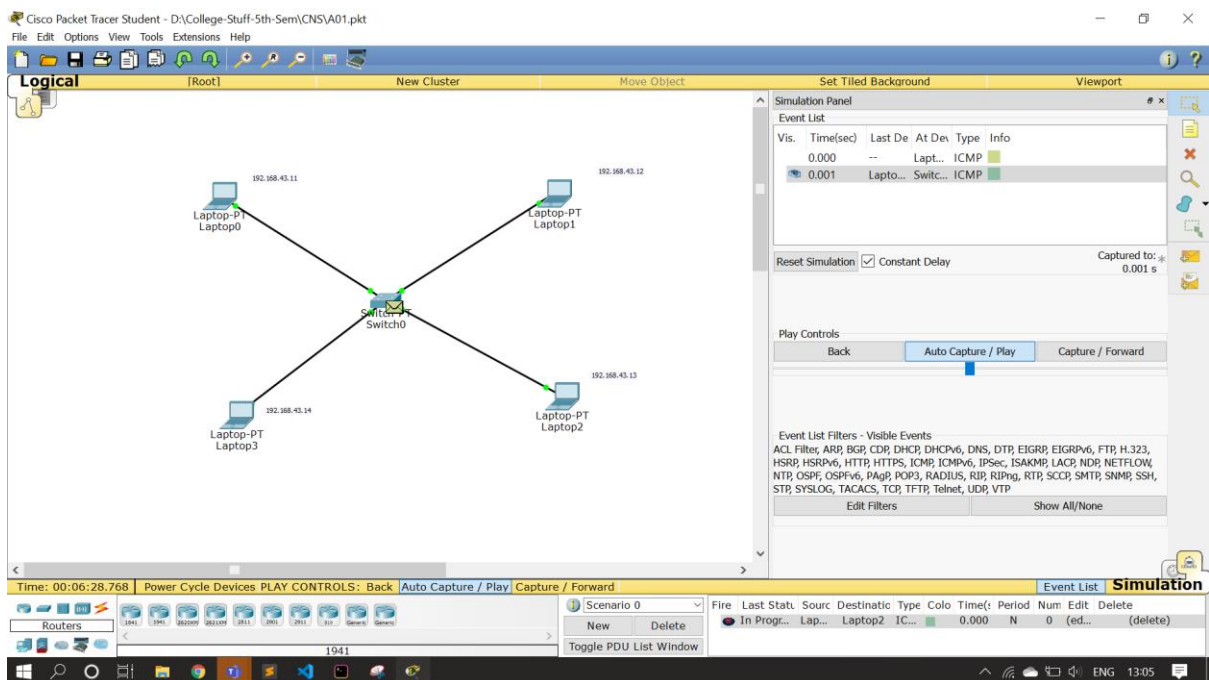 Cisco Packet Tracer Student - D:\College-Stuff-5th-Sem\CNS\A01.pkt
File Edit Options View Tools Extensions Help
Logical [Root] New Cluster Move Object Set Tiled Background Viewport
Simulation Panel
Event List
Vis. Time(sec) Last De At Dev Type Info
0.000 -- Lapt... ICMP
0.001 Lapto... Switc... ICMP
Reset Simulation Constant Delay
Captured to: *
0.001 s
Play Controls
Back Auto Capture / Play Capture / Forward
Event List Filters - Visible Events
ACL Filter, ARP, BGP, CDP, DHCP, DHCPv6, DNS, DTP, EIGRP, EIGRPv6, FTP, H.323,
HSRP, HSRPv6, HTTP, HTTPS, ICMP, ICMPv6, IPSec, ISAKMP, LACP, NDP, NETFLOW,
NTP, OSPF, OSPFv6, PAgP, POP3, RADIUS, RIP, RIPng, RTP, SCCP, SMTP, SNMP, SSH,
STP, SYSLOG, TACACS, TCP, TFTP, Telnet, UDP, VTP
Edit Filters Show All/None
192.168.43.11
Laptop-PT
Laptop0
192.168.43.12
Laptop-PT
Laptop1
Switch-PT
Switch0
192.168.43.13
Laptop-PT
Laptop2
192.168.43.14
Laptop-PT
Laptop3
Time: 00:06:28.768 Power Cycle Devices PLAY CONTROLS: Back Auto Capture / Play Capture / Forward Event List Simulation
Routers
1841 1941 2620XM 2621XM 2811 2901 2911 Generic Generic
1941
Scenario 0
New Delete
Toggle PDU List Window
Fire Last Statu Sourc Destinatio Type Colo Time(s Period Num Edit Delete
In Progr... Lap... Laptop2 IC... 0.000 N 0 (ed... (delete)
ENG 13:05